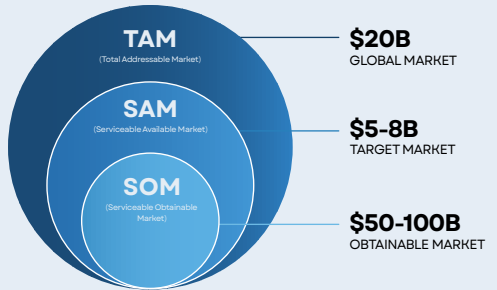 TAM
(Total Addressable Market)
$20B
GLOBAL MARKET
SAM
(Serviceable Available Market)
$5-8B
TARGET MARKET
SOM
(Serviceable Obtainable
Market)
$50-100B
OBTAINABLE MARKET